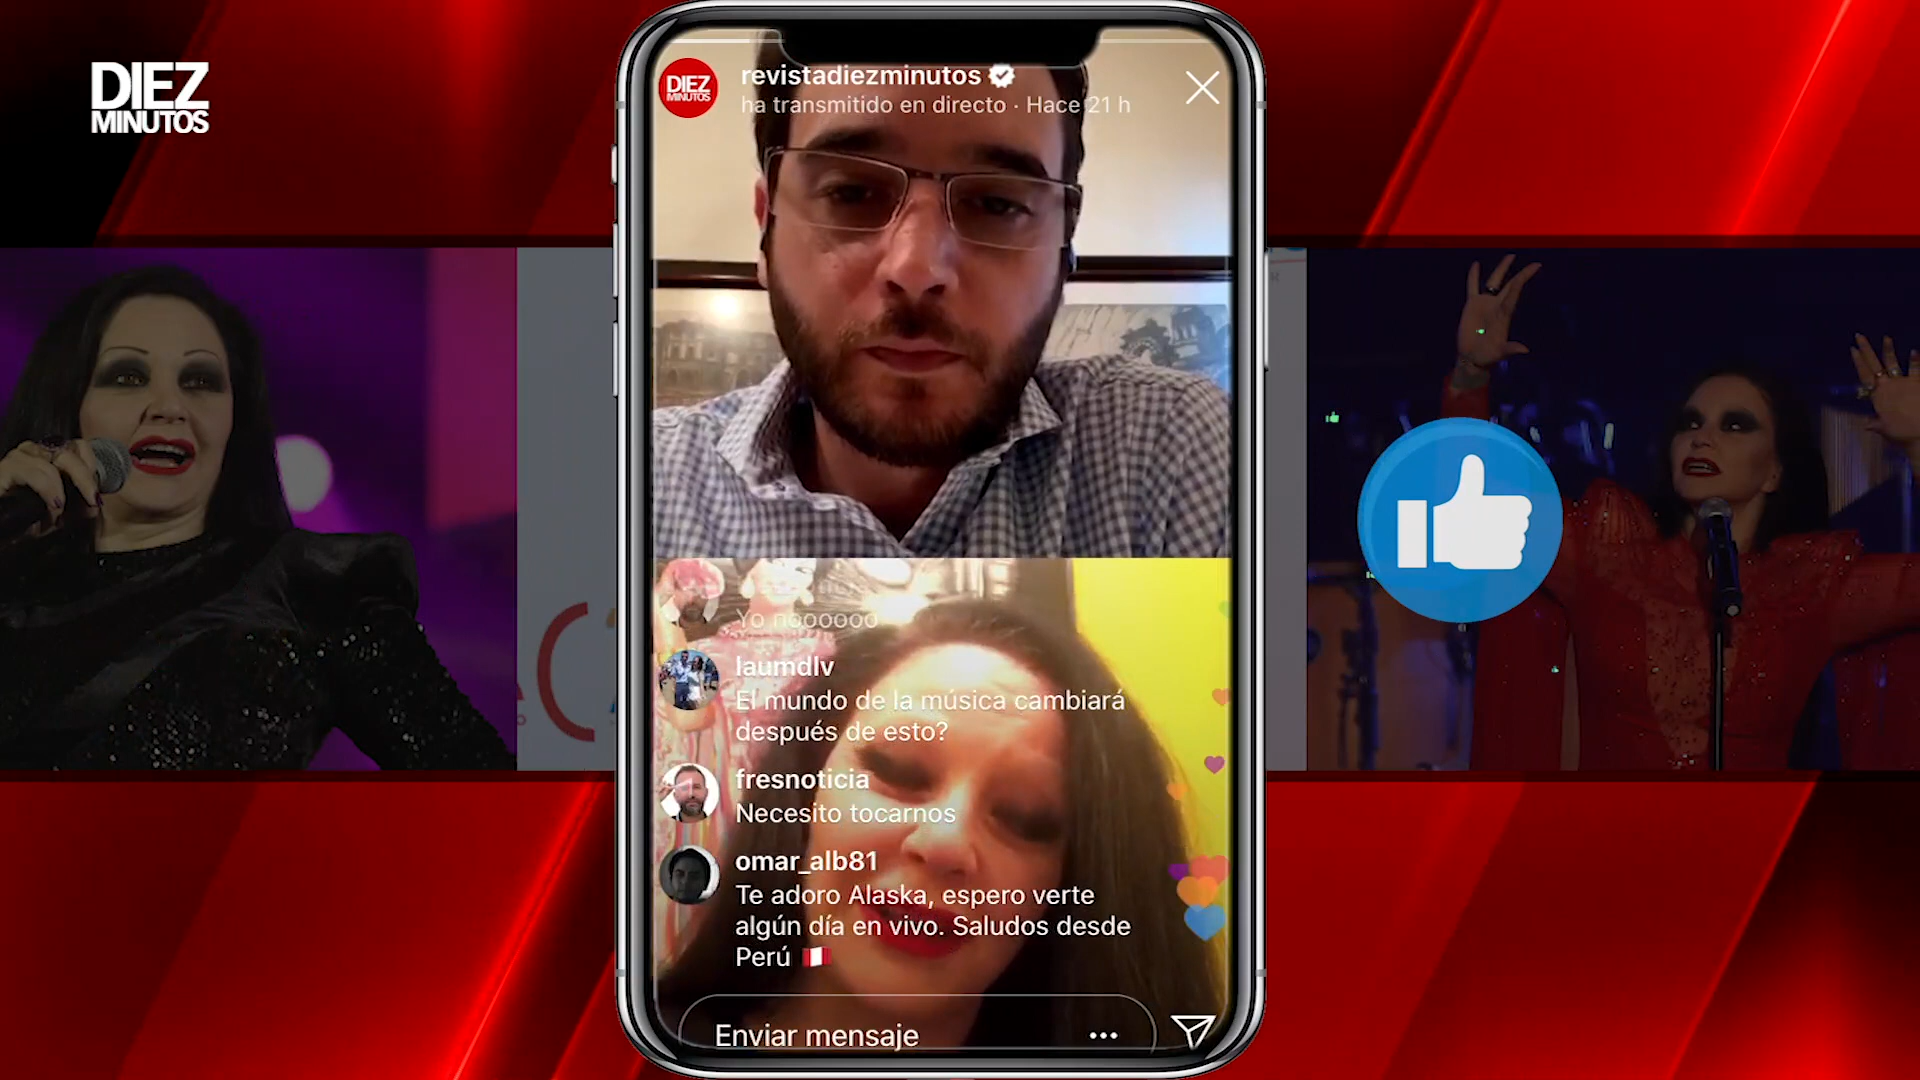 DIEZ
MINUTOS
DIEZ
MINUTOS
revistadiezminutos
ha transmitido en directo · Hace 21 h
Yo noooooo
laumdlv
El mundo de la música cambiará
después de esto?
fresnoticia
Necesito tocarnos
omar_alb81
Te adoro Alaska, espero verte
algún día en vivo. Saludos desde
Perú 🇵🇪
Enviar mensaje